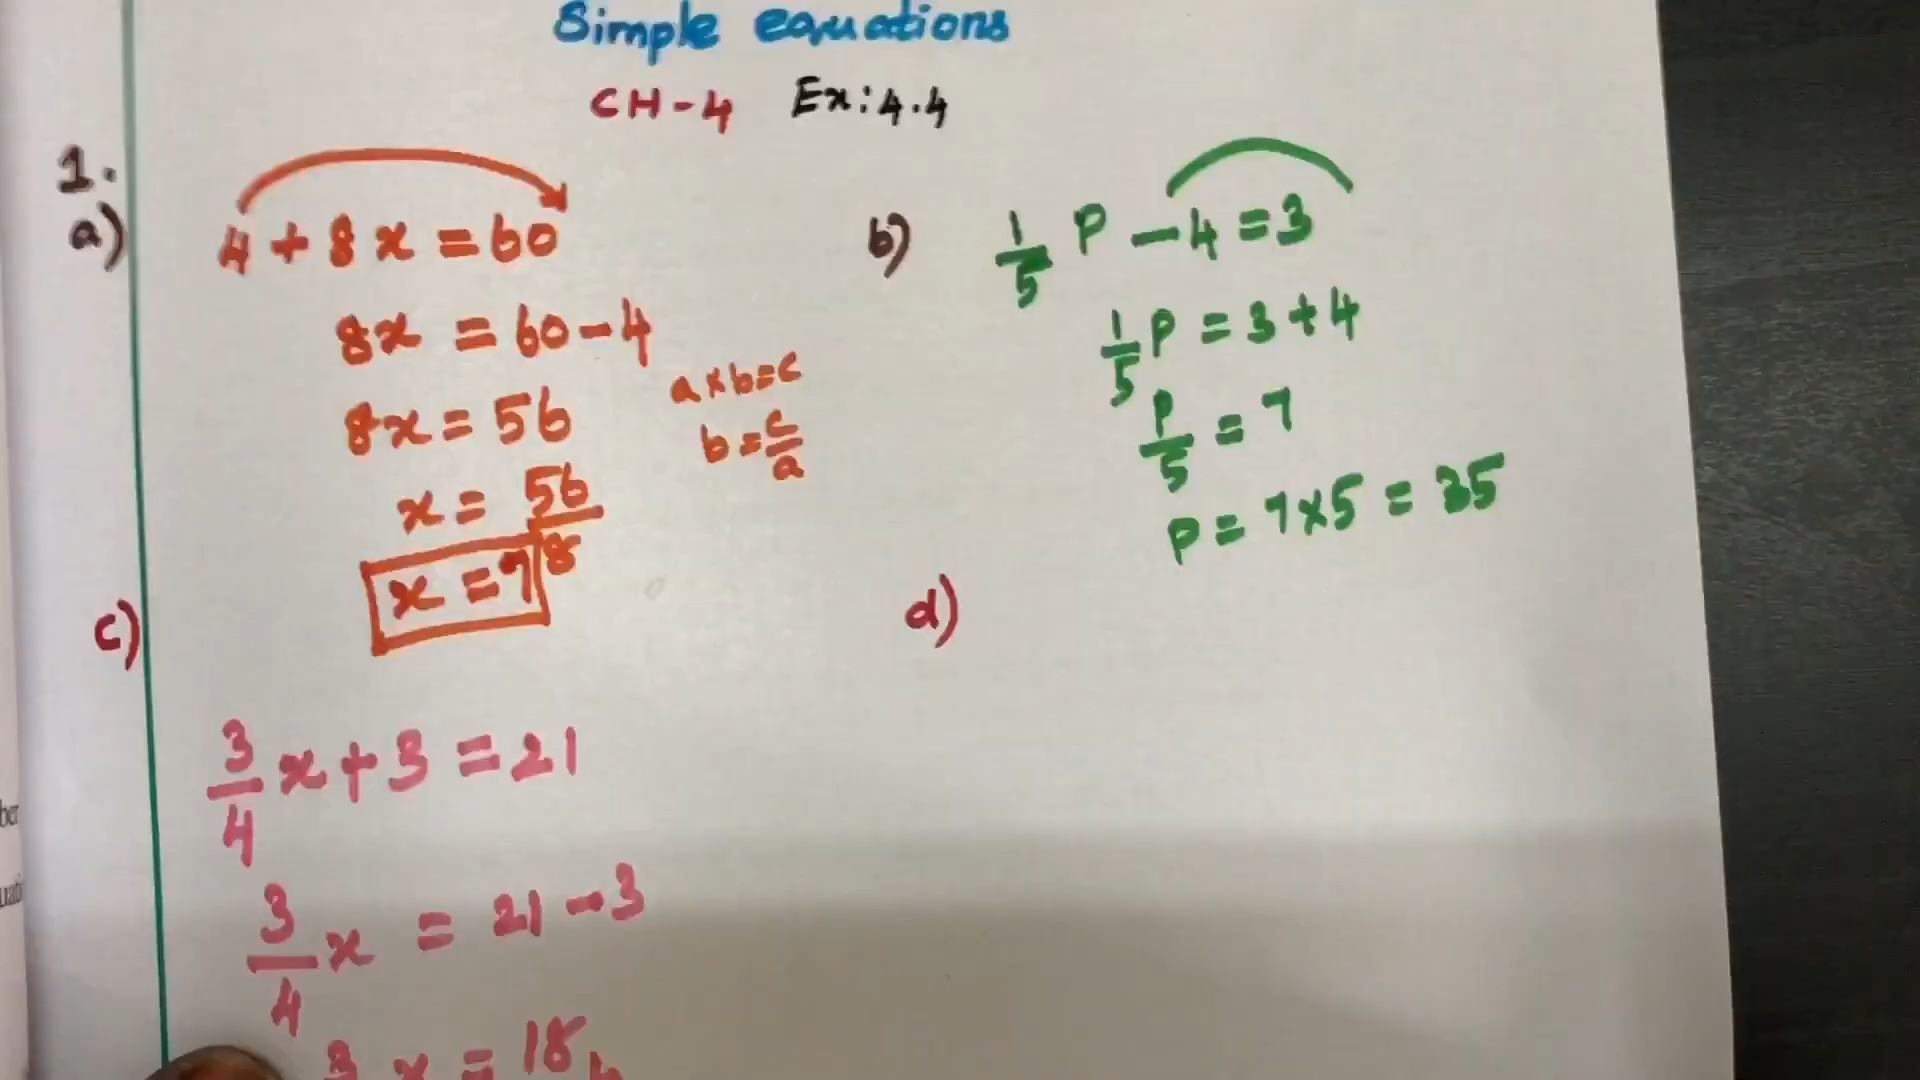 Simple equations
CH-4 Ex:4.4
1.
a) 4 + 8x = 60
8x = 60-4
8x = 56
a×b=c
b = c/a
x = 56/8
x = 7
b) 1/5 P - 4 = 3
1/5 P = 3+4
P/5 = 7
P = 7×5 = 35
c)
3/4 x + 3 = 21
3/4 x = 21-3
3 x = 18
d)